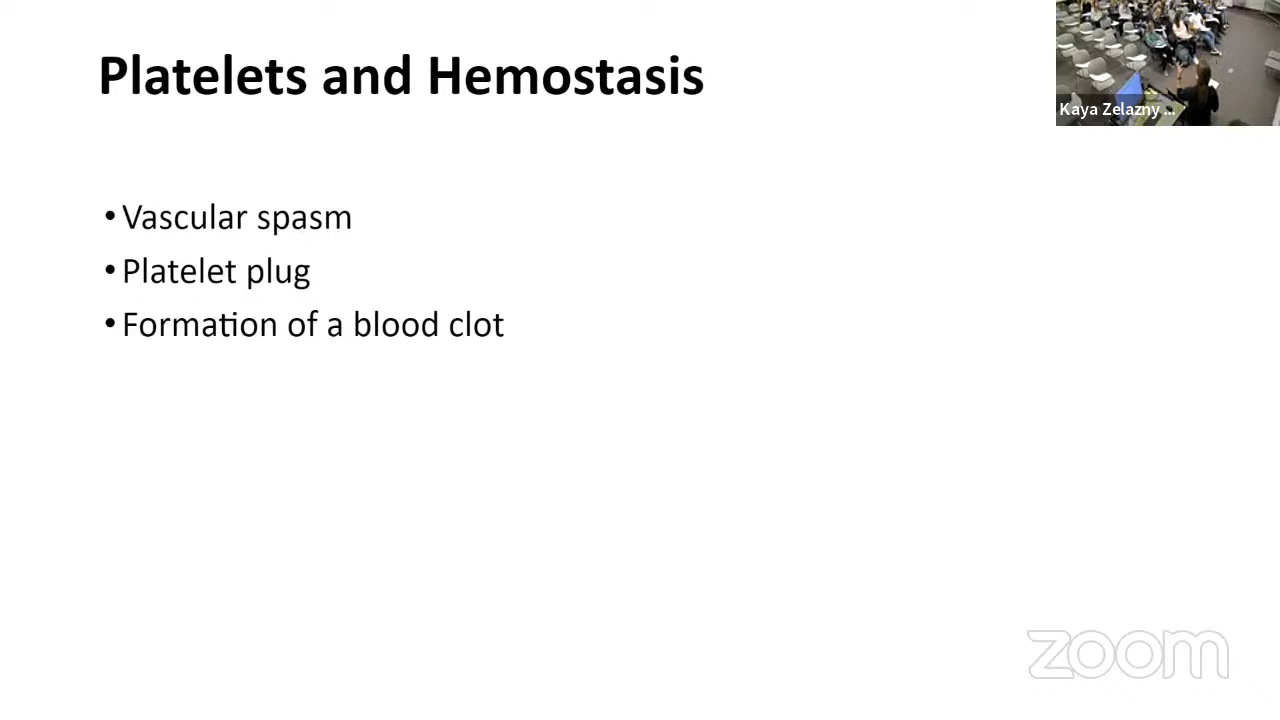 Platelets and Hemostasis
Kaya Zelazny ...
• Vascular spasm
• Platelet plug
• Formation of a blood clot
zoom